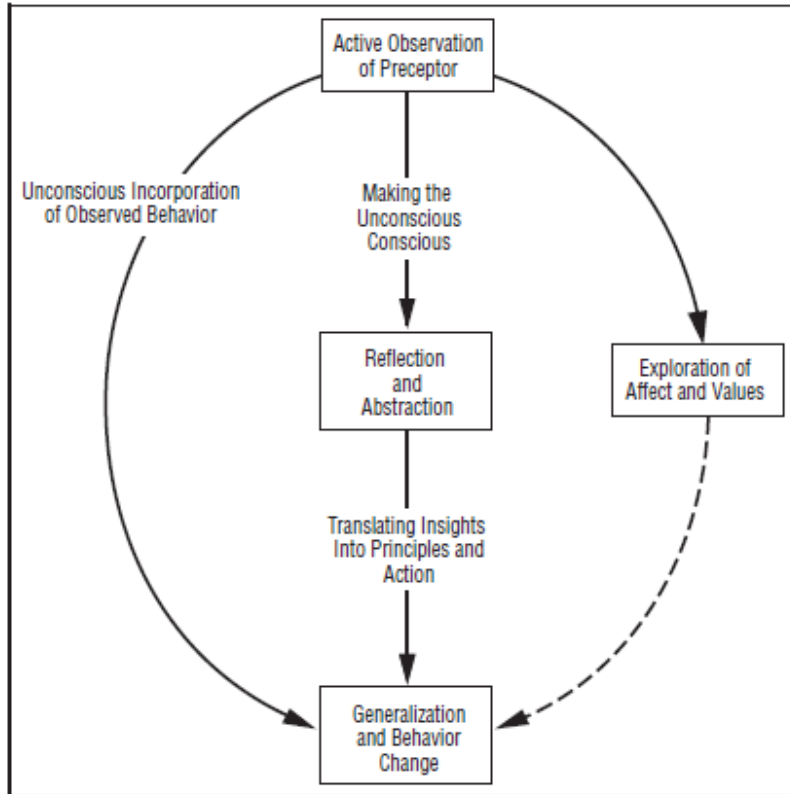 Active Observation
of Preceptor
Unconscious Incorporation
of Observed Behavior
Making the
Unconscious
Conscious
Reflection
and
Abstraction
Exploration of
Affect and Values
Translating Insights
Into Principles and
Action
Generalization
and Behavior
Change